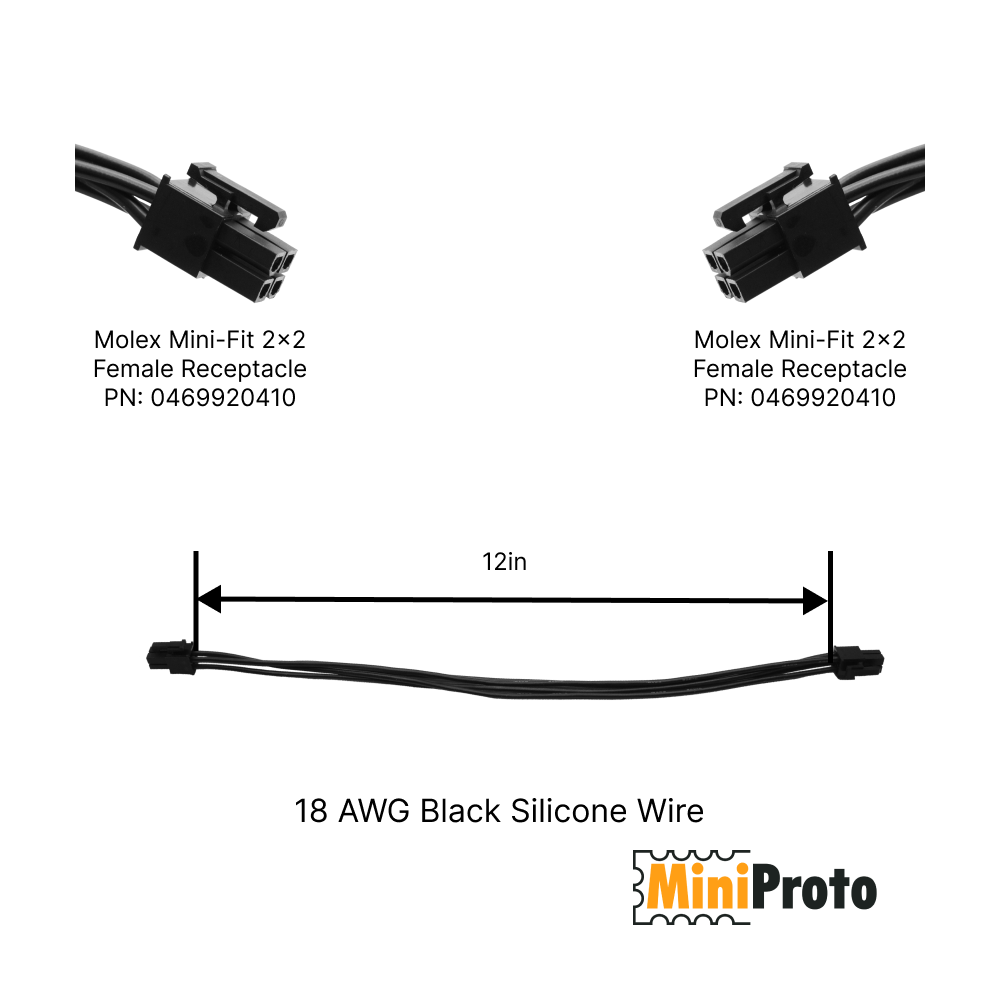 Molex Mini-Fit 2×2
Female Receptacle
PN: 0469920410
Molex Mini-Fit 2×2
Female Receptacle
PN: 0469920410
12in
18 AWG Black Silicone Wire
MiniProto